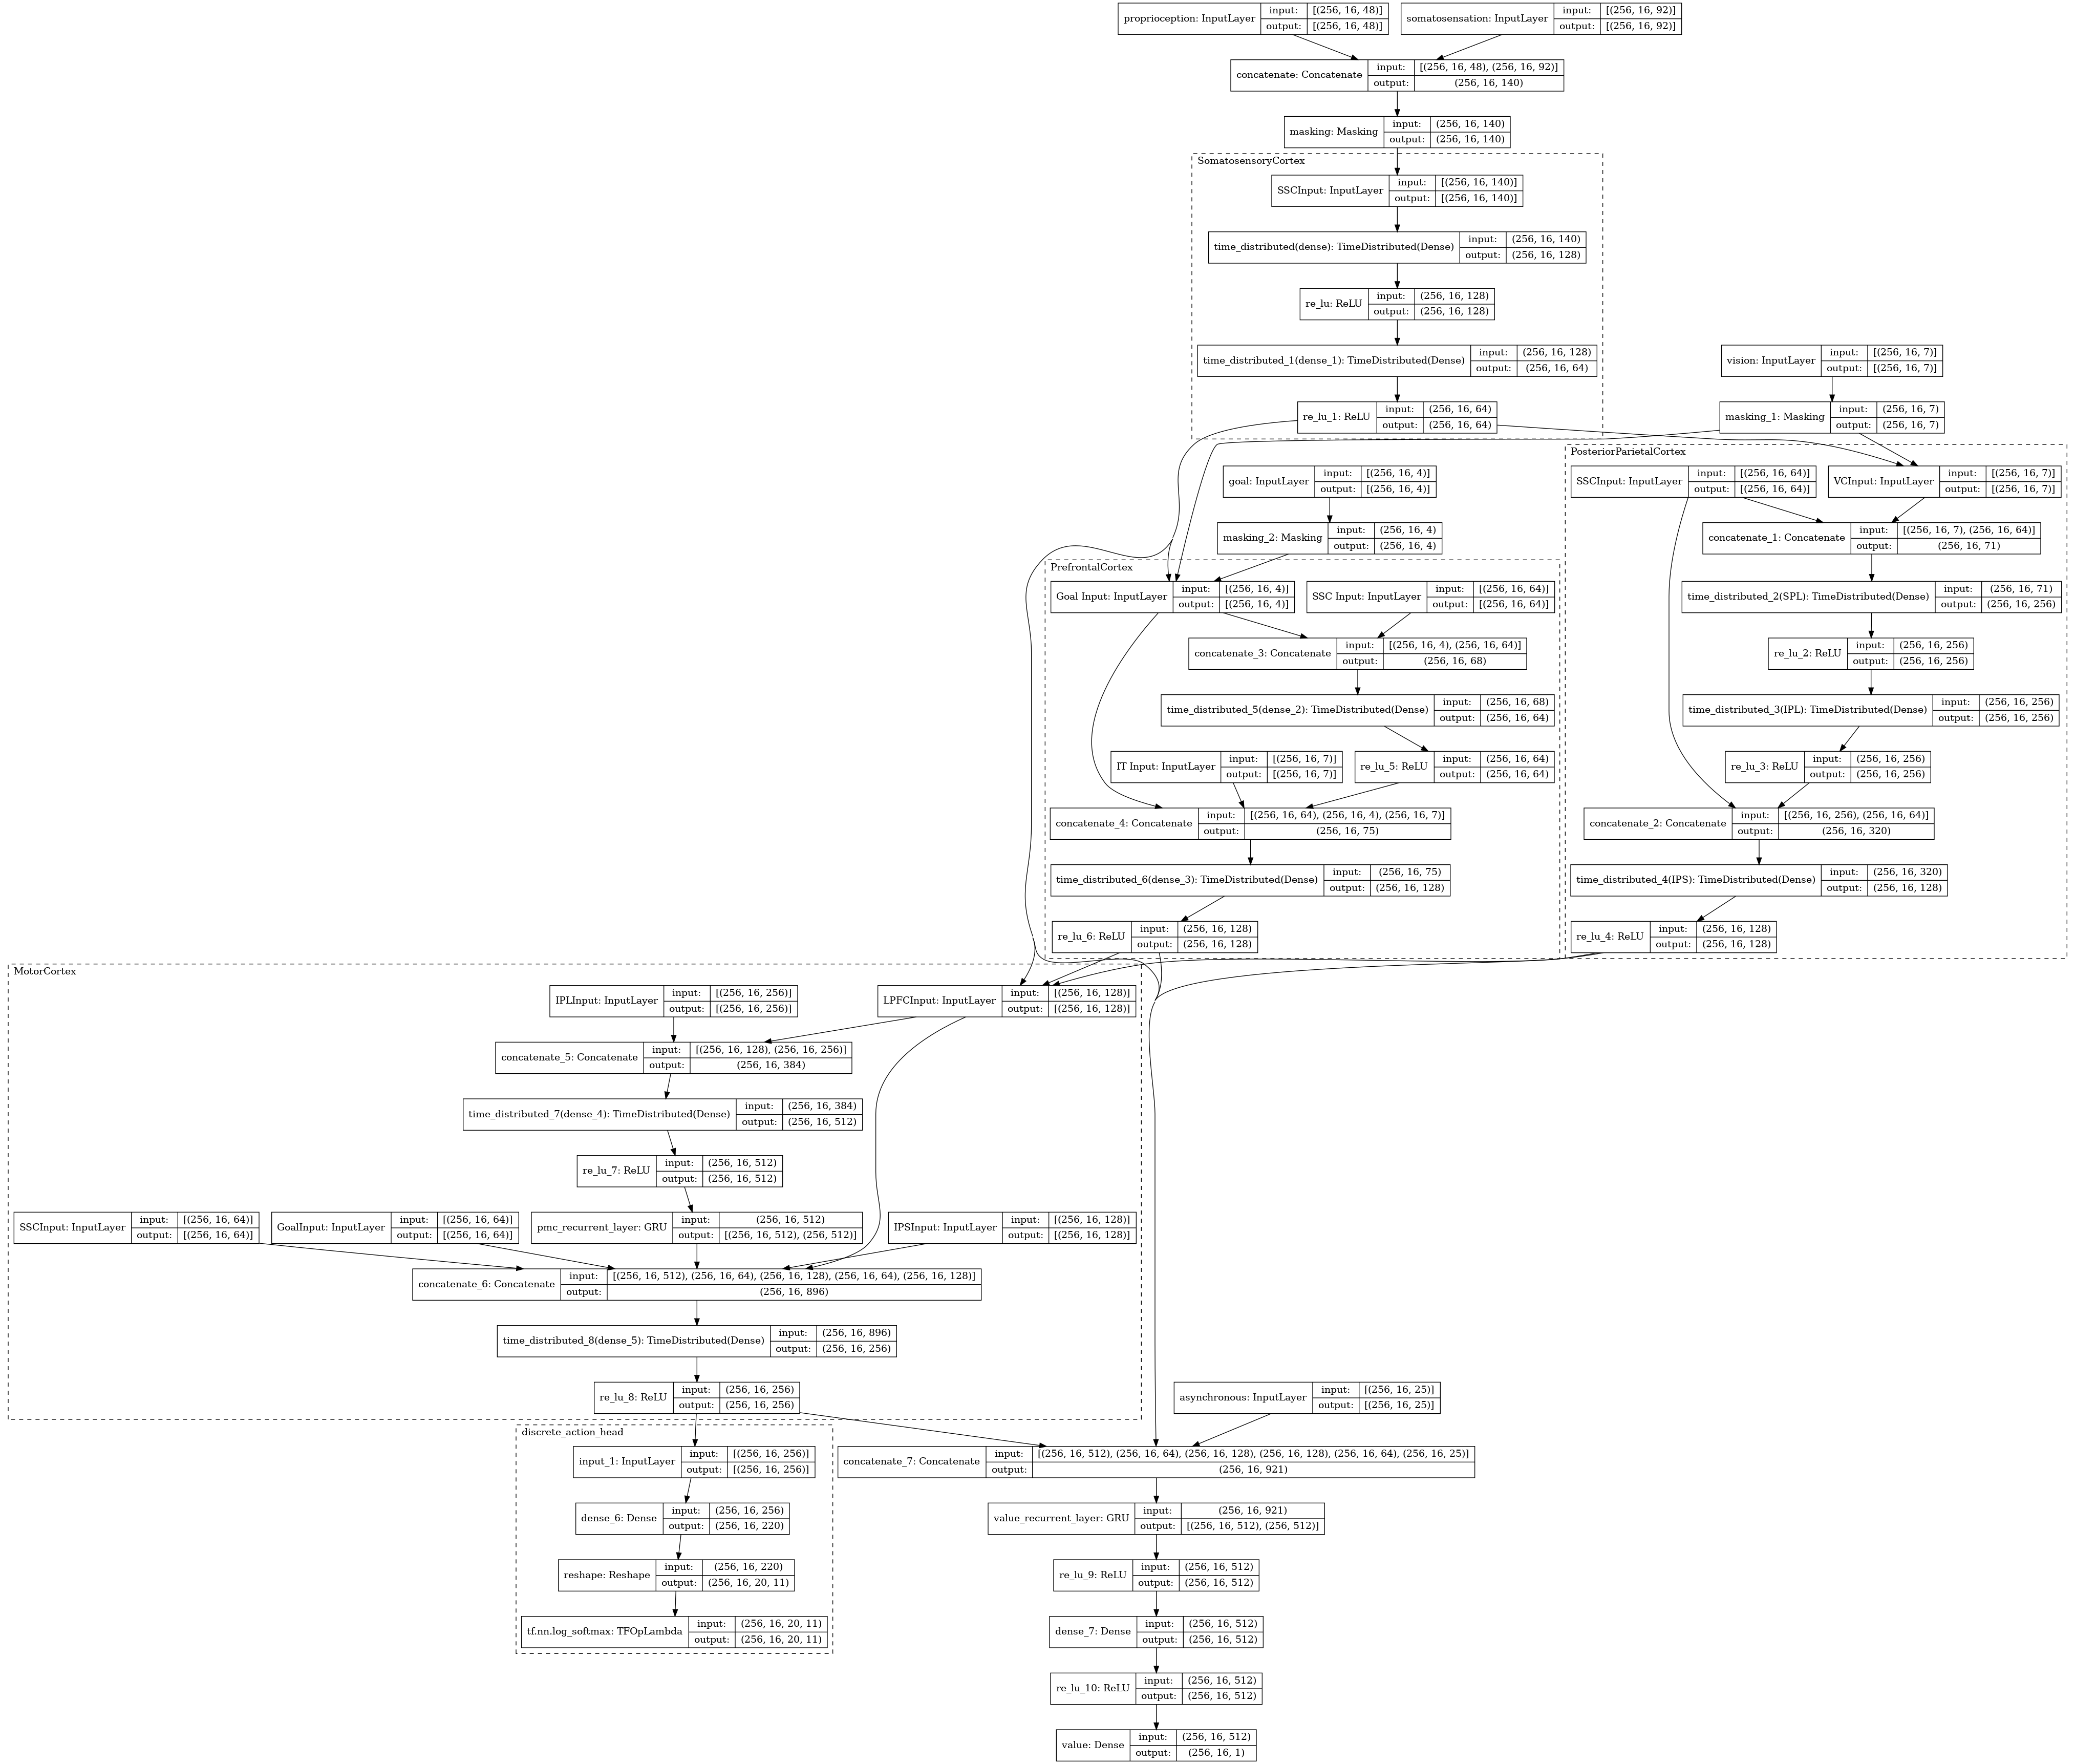 proprioception: InputLayer
input:
[(256, 16, 48)]
output:
[(256, 16, 48)]
somatosensation: InputLayer
input:
[(256, 16, 92)]
output:
[(256, 16, 92)]
concatenate: Concatenate
input:
[(256, 16, 48), (256, 16, 92)]
output:
(256, 16, 140)
masking: Masking
input:
(256, 16, 140)
output:
(256, 16, 140)
SomatosensoryCortex
SSCInput: InputLayer
input:
[(256, 16, 140)]
output:
[(256, 16, 140)]
time_distributed(dense): TimeDistributed(Dense)
input:
(256, 16, 140)
output:
(256, 16, 128)
re_lu: ReLU
input:
(256, 16, 128)
output:
(256, 16, 128)
time_distributed_1(dense_1): TimeDistributed(Dense)
input:
(256, 16, 128)
output:
(256, 16, 64)
vision: InputLayer
input:
[(256, 16, 7)]
output:
[(256, 16, 7)]
re_lu_1: ReLU
input:
(256, 16, 64)
output:
(256, 16, 64)
masking_1: Masking
input:
(256, 16, 7)
output:
(256, 16, 7)
PosteriorParietalCortex
goal: InputLayer
input:
[(256, 16, 4)]
output:
[(256, 16, 4)]
SSCInput: InputLayer
input:
[(256, 16, 64)]
output:
[(256, 16, 64)]
VCInput: InputLayer
input:
[(256, 16, 7)]
output:
[(256, 16, 7)]
masking_2: Masking
input:
(256, 16, 4)
output:
(256, 16, 4)
concatenate_1: Concatenate
input:
[(256, 16, 7), (256, 16, 64)]
output:
(256, 16, 71)
PrefrontalCortex
Goal Input: InputLayer
input:
[(256, 16, 4)]
output:
[(256, 16, 4)]
SSC Input: InputLayer
input:
[(256, 16, 64)]
output:
[(256, 16, 64)]
time_distributed_2(SPL): TimeDistributed(Dense)
input:
(256, 16, 71)
output:
(256, 16, 256)
concatenate_3: Concatenate
input:
[(256, 16, 4), (256, 16, 64)]
output:
(256, 16, 68)
re_lu_2: ReLU
input:
(256, 16, 256)
output:
(256, 16, 256)
time_distributed_5(dense_2): TimeDistributed(Dense)
input:
(256, 16, 68)
output:
(256, 16, 64)
time_distributed_3(IPL): TimeDistributed(Dense)
input:
(256, 16, 256)
output:
(256, 16, 256)
IT Input: InputLayer
input:
[(256, 16, 7)]
output:
[(256, 16, 7)]
re_lu_5: ReLU
input:
(256, 16, 64)
output:
(256, 16, 64)
re_lu_3: ReLU
input:
(256, 16, 256)
output:
(256, 16, 256)
concatenate_4: Concatenate
input:
[(256, 16, 64), (256, 16, 4), (256, 16, 7)]
output:
(256, 16, 75)
concatenate_2: Concatenate
input:
[(256, 16, 256), (256, 16, 64)]
output:
(256, 16, 320)
time_distributed_6(dense_3): TimeDistributed(Dense)
input:
(256, 16, 75)
output:
(256, 16, 128)
time_distributed_4(IPS): TimeDistributed(Dense)
input:
(256, 16, 320)
output:
(256, 16, 128)
re_lu_6: ReLU
input:
(256, 16, 128)
output:
(256, 16, 128)
re_lu_4: ReLU
input:
(256, 16, 128)
output:
(256, 16, 128)
MotorCortex
IPLInput: InputLayer
input:
[(256, 16, 256)]
output:
[(256, 16, 256)]
LPFCInput: InputLayer
input:
[(256, 16, 128)]
output:
[(256, 16, 128)]
concatenate_5: Concatenate
input:
[(256, 16, 128), (256, 16, 256)]
output:
(256, 16, 384)
time_distributed_7(dense_4): TimeDistributed(Dense)
input:
(256, 16, 384)
output:
(256, 16, 512)
re_lu_7: ReLU
input:
(256, 16, 512)
output:
(256, 16, 512)
SSCInput: InputLayer
input:
[(256, 16, 64)]
output:
[(256, 16, 64)]
GoalInput: InputLayer
input:
[(256, 16, 64)]
output:
[(256, 16, 64)]
pmc_recurrent_layer: GRU
input:
(256, 16, 512)
output:
[(256, 16, 512), (256, 512)]
IPSInput: InputLayer
input:
[(256, 16, 128)]
output:
[(256, 16, 128)]
concatenate_6: Concatenate
input:
[(256, 16, 512), (256, 16, 64), (256, 16, 128), (256, 16, 64), (256, 16, 128)]
output:
(256, 16, 896)
time_distributed_8(dense_5): TimeDistributed(Dense)
input:
(256, 16, 896)
output:
(256, 16, 256)
re_lu_8: ReLU
input:
(256, 16, 256)
output:
(256, 16, 256)
asynchronous: InputLayer
input:
[(256, 16, 25)]
output:
[(256, 16, 25)]
discrete_action_head
input_1: InputLayer
input:
[(256, 16, 256)]
output:
[(256, 16, 256)]
concatenate_7: Concatenate
input:
[(256, 16, 512), (256, 16, 64), (256, 16, 128), (256, 16, 128), (256, 16, 64), (256, 16, 25)]
output:
(256, 16, 921)
dense_6: Dense
input:
(256, 16, 256)
output:
(256, 16, 220)
value_recurrent_layer: GRU
input:
(256, 16, 921)
output:
[(256, 16, 512), (256, 512)]
reshape: Reshape
input:
(256, 16, 220)
output:
(256, 16, 20, 11)
re_lu_9: ReLU
input:
(256, 16, 512)
output:
(256, 16, 512)
tf.nn.log_softmax: TFOpLambda
input:
(256, 16, 20, 11)
output:
(256, 16, 20, 11)
dense_7: Dense
input:
(256, 16, 512)
output:
(256, 16, 512)
re_lu_10: ReLU
input:
(256, 16, 512)
output:
(256, 16, 512)
value: Dense
input:
(256, 16, 512)
output:
(256, 16, 1)